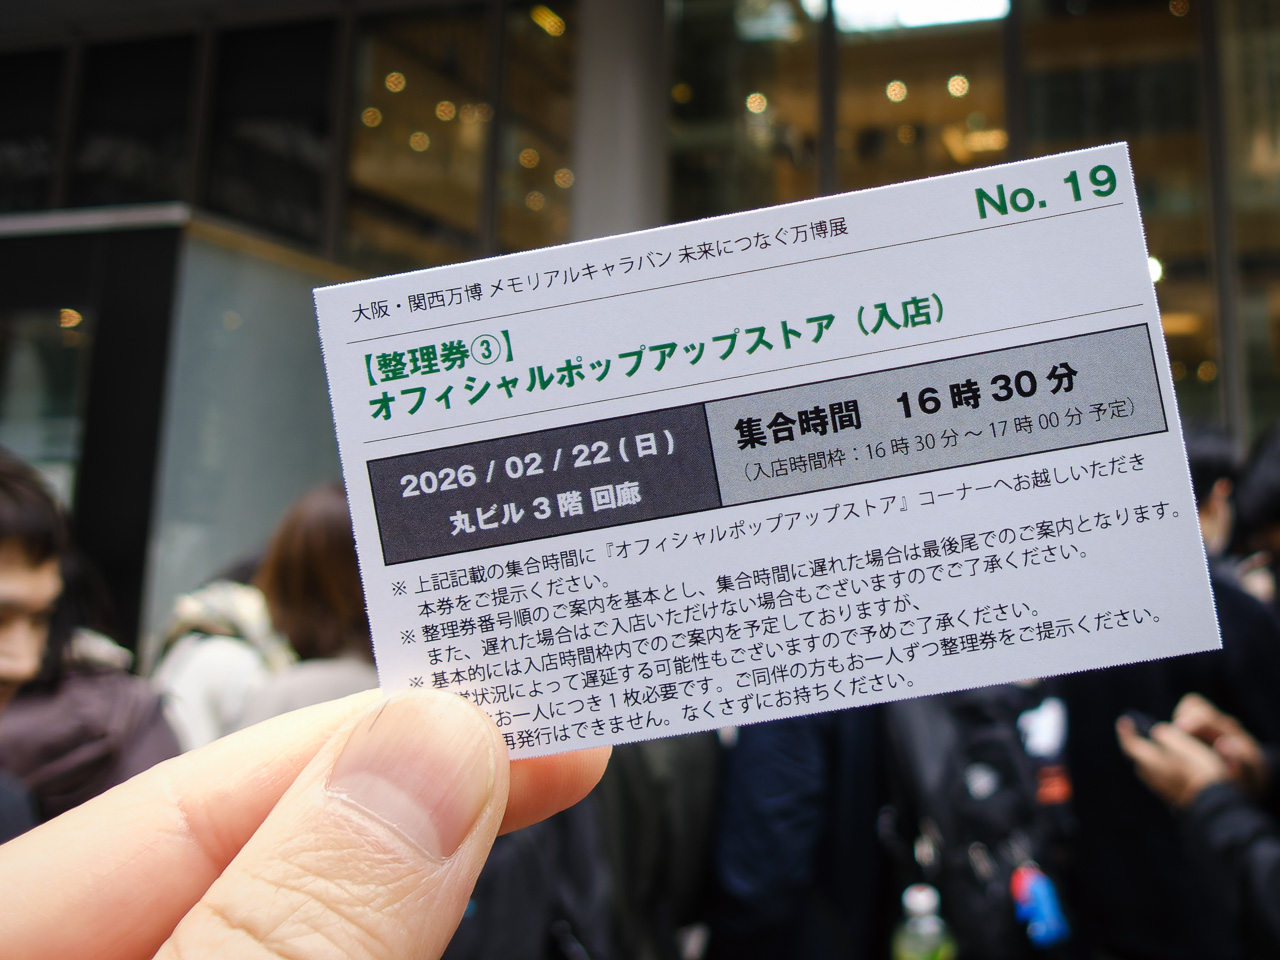 No. 19
大阪・関西万博 メモリアルキャラバン 未来につなぐ万博展
【整理券③】
オフィシャルポップアップストア（入店）
2026 / 02 / 22 ( 日 )
丸ビル 3 階 回廊
集合時間 16 時 30 分
（入店時間枠：16 時 30 分 ～ 17 時 00 分 予定）
※ 上記記載の集合時間に『オフィシャルポップアップストア』コーナーへお越しいただき
本券をご提示ください。
※ 整理券番号順のご案内を基本とし、集合時間に遅れた場合は最後尾でのご案内となります。
また、遅れた場合はご入店いただけない場合もございますのでご了承ください。
※ 基本的には入店時間枠内でのご案内を予定しておりますが、
状況によって遅延する可能性もございますので予めご了承ください。
お一人につき 1 枚必要です。ご同伴の方もお一人ずつ整理券をご提示ください。
再発行はできません。なくさずにお持ちください。